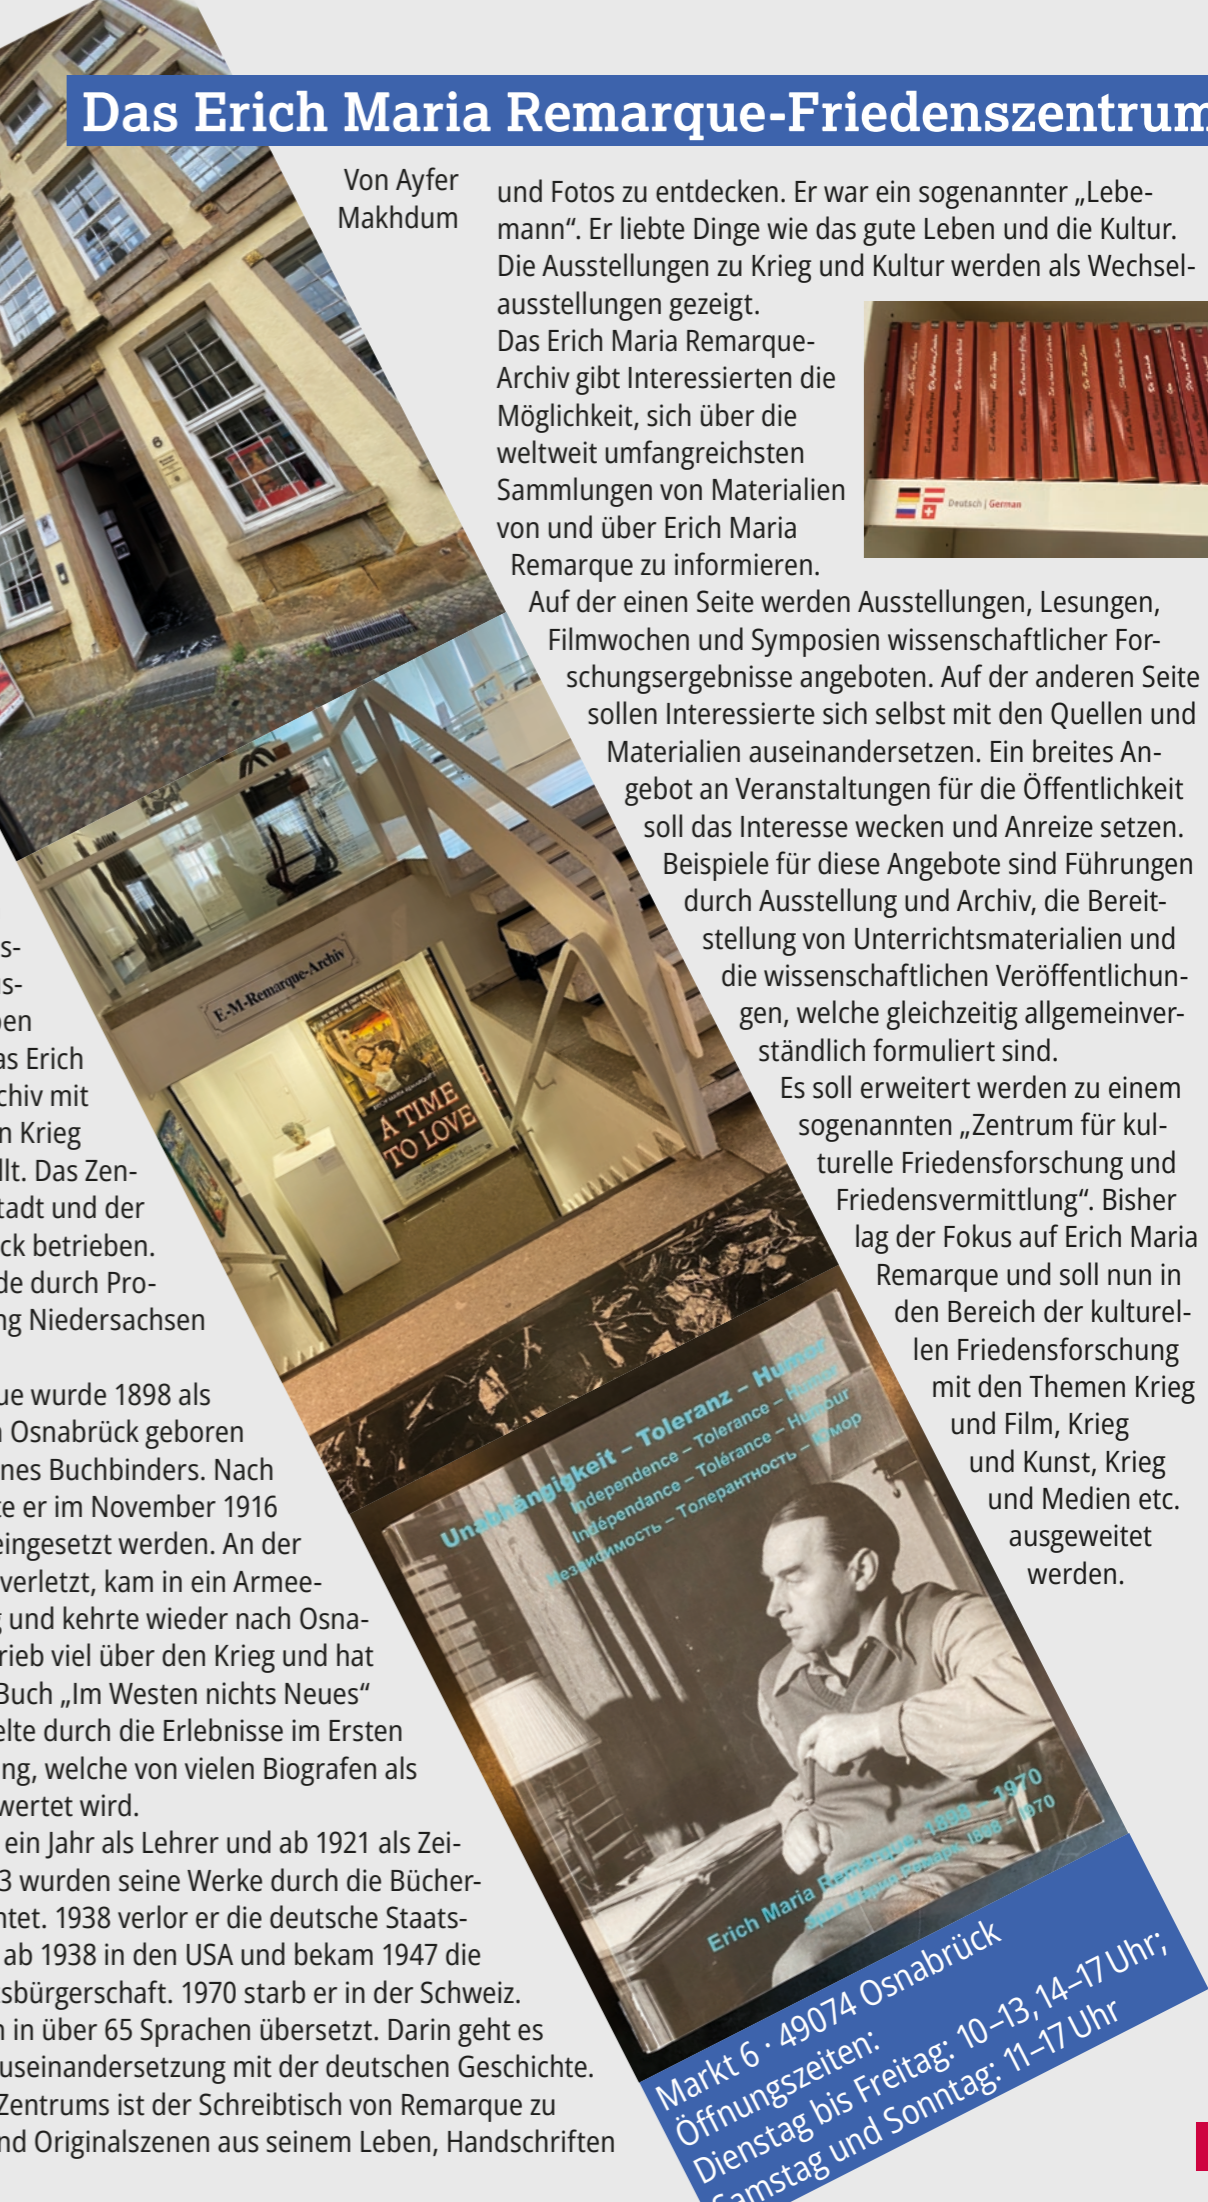 Das Erich Maria Remarque-Friedenszentrum
Von Ayfer
Makhdum
s-
s-
en
as Erich
chiv mit
n Krieg
llt. Das Zen-
tadt und der
ck betrieben.
de durch Pro-
ng Niedersachsen
ue wurde 1898 als
Osnabrück geboren
nes Buchbinders. Nach
te er im November 1916
eingesetzt werden. An der
verletzt, kam in ein Armee-
und kehrte wieder nach Osna-
rieb viel über den Krieg und hat
Buch „Im Westen nichts Neues“
elte durch die Erlebnisse im Ersten
ng, welche von vielen Biografen als
wertet wird.
ein Jahr als Lehrer und ab 1921 als Zei-
3 wurden seine Werke durch die Bücher-
ntet. 1938 verlor er die deutsche Staats-
ab 1938 in den USA und bekam 1947 die
tsbürgerschaft. 1970 starb er in der Schweiz.
n in über 65 Sprachen übersetzt. Darin geht es
useinandersetzung mit der deutschen Geschichte.
Zentrums ist der Schreibtisch von Remarque zu
nd Originalszenen aus seinem Leben, Handschriften
und Fotos zu entdecken. Er war ein sogenannter „Lebe-
mann“. Er liebte Dinge wie das gute Leben und die Kultur.
Die Ausstellungen zu Krieg und Kultur werden als Wechsel-
ausstellungen gezeigt.
Das Erich Maria Remarque-
Archiv gibt Interessierten die
Möglichkeit, sich über die
weltweit umfangreichsten
Sammlungen von Materialien
von und über Erich Maria
Remarque zu informieren.
Auf der einen Seite werden Ausstellungen, Lesungen,
Filmwochen und Symposien wissenschaftlicher For-
schungsergebnisse angeboten. Auf der anderen Seite
sollen Interessierte sich selbst mit den Quellen und
Materialien auseinandersetzen. Ein breites An-
gebot an Veranstaltungen für die Öffentlichkeit
soll das Interesse wecken und Anreize setzen.
Beispiele für diese Angebote sind Führungen
durch Ausstellung und Archiv, die Bereit-
stellung von Unterrichtsmaterialien und
die wissenschaftlichen Veröffentlichun-
gen, welche gleichzeitig allgemeinver-
ständlich formuliert sind.
Es soll erweitert werden zu einem
sogenannten „Zentrum für kul-
turelle Friedensforschung und
Friedensvermittlung“. Bisher
lag der Fokus auf Erich Maria
Remarque und soll nun in
den Bereich der kulturel-
len Friedensforschung
mit den Themen Krieg
und Film, Krieg
und Kunst, Krieg
und Medien etc.
ausgeweitet
werden.
Deutsch | German
6
E-M-Remarque-Archiv
ERICH MARIA REMARQUE
A TIME
TO LOVE
Unabhängigkeit – Toleranz – Humor
Independence – Tolerance – Humor
Indépendance – Tolérance – Humour
Независимость – Толерантность – Юмор
Erich Maria Remarque, 1898 – 1970
Эрих Мария Ремарк, 1898 – 1970
Markt 6 · 49074 Osnabrück
Öffnungszeiten:
Dienstag bis Freitag: 10–13, 14–17 Uhr;
Samstag und Sonntag: 11–17 Uhr